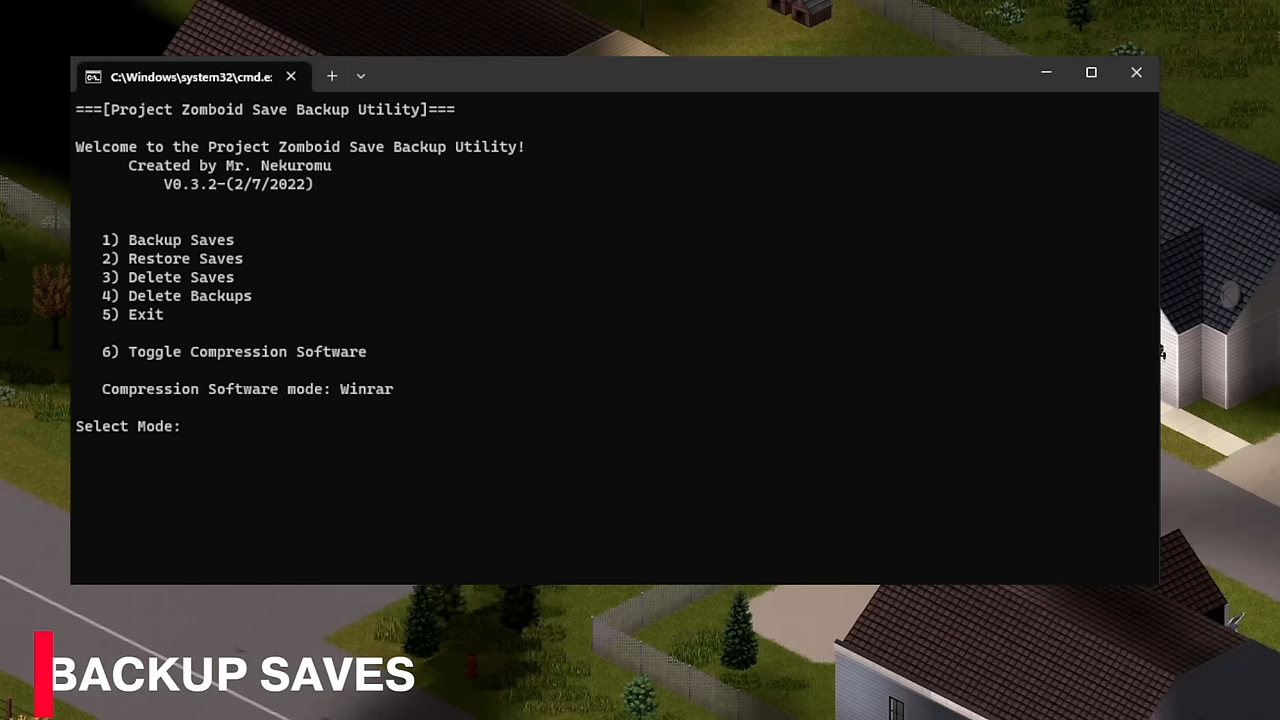 C:\Windows\system32\cmd.e:
===[Project Zomboid Save Backup Utility]===
Welcome to the Project Zomboid Save Backup Utility!
Created by Mr. Nekuromu
V0.3.2-(2/7/2022)
1) Backup Saves
2) Restore Saves
3) Delete Saves
4) Delete Backups
5) Exit
6) Toggle Compression Software
Compression Software mode: Winrar
Select Mode:
BACKUP SAVES